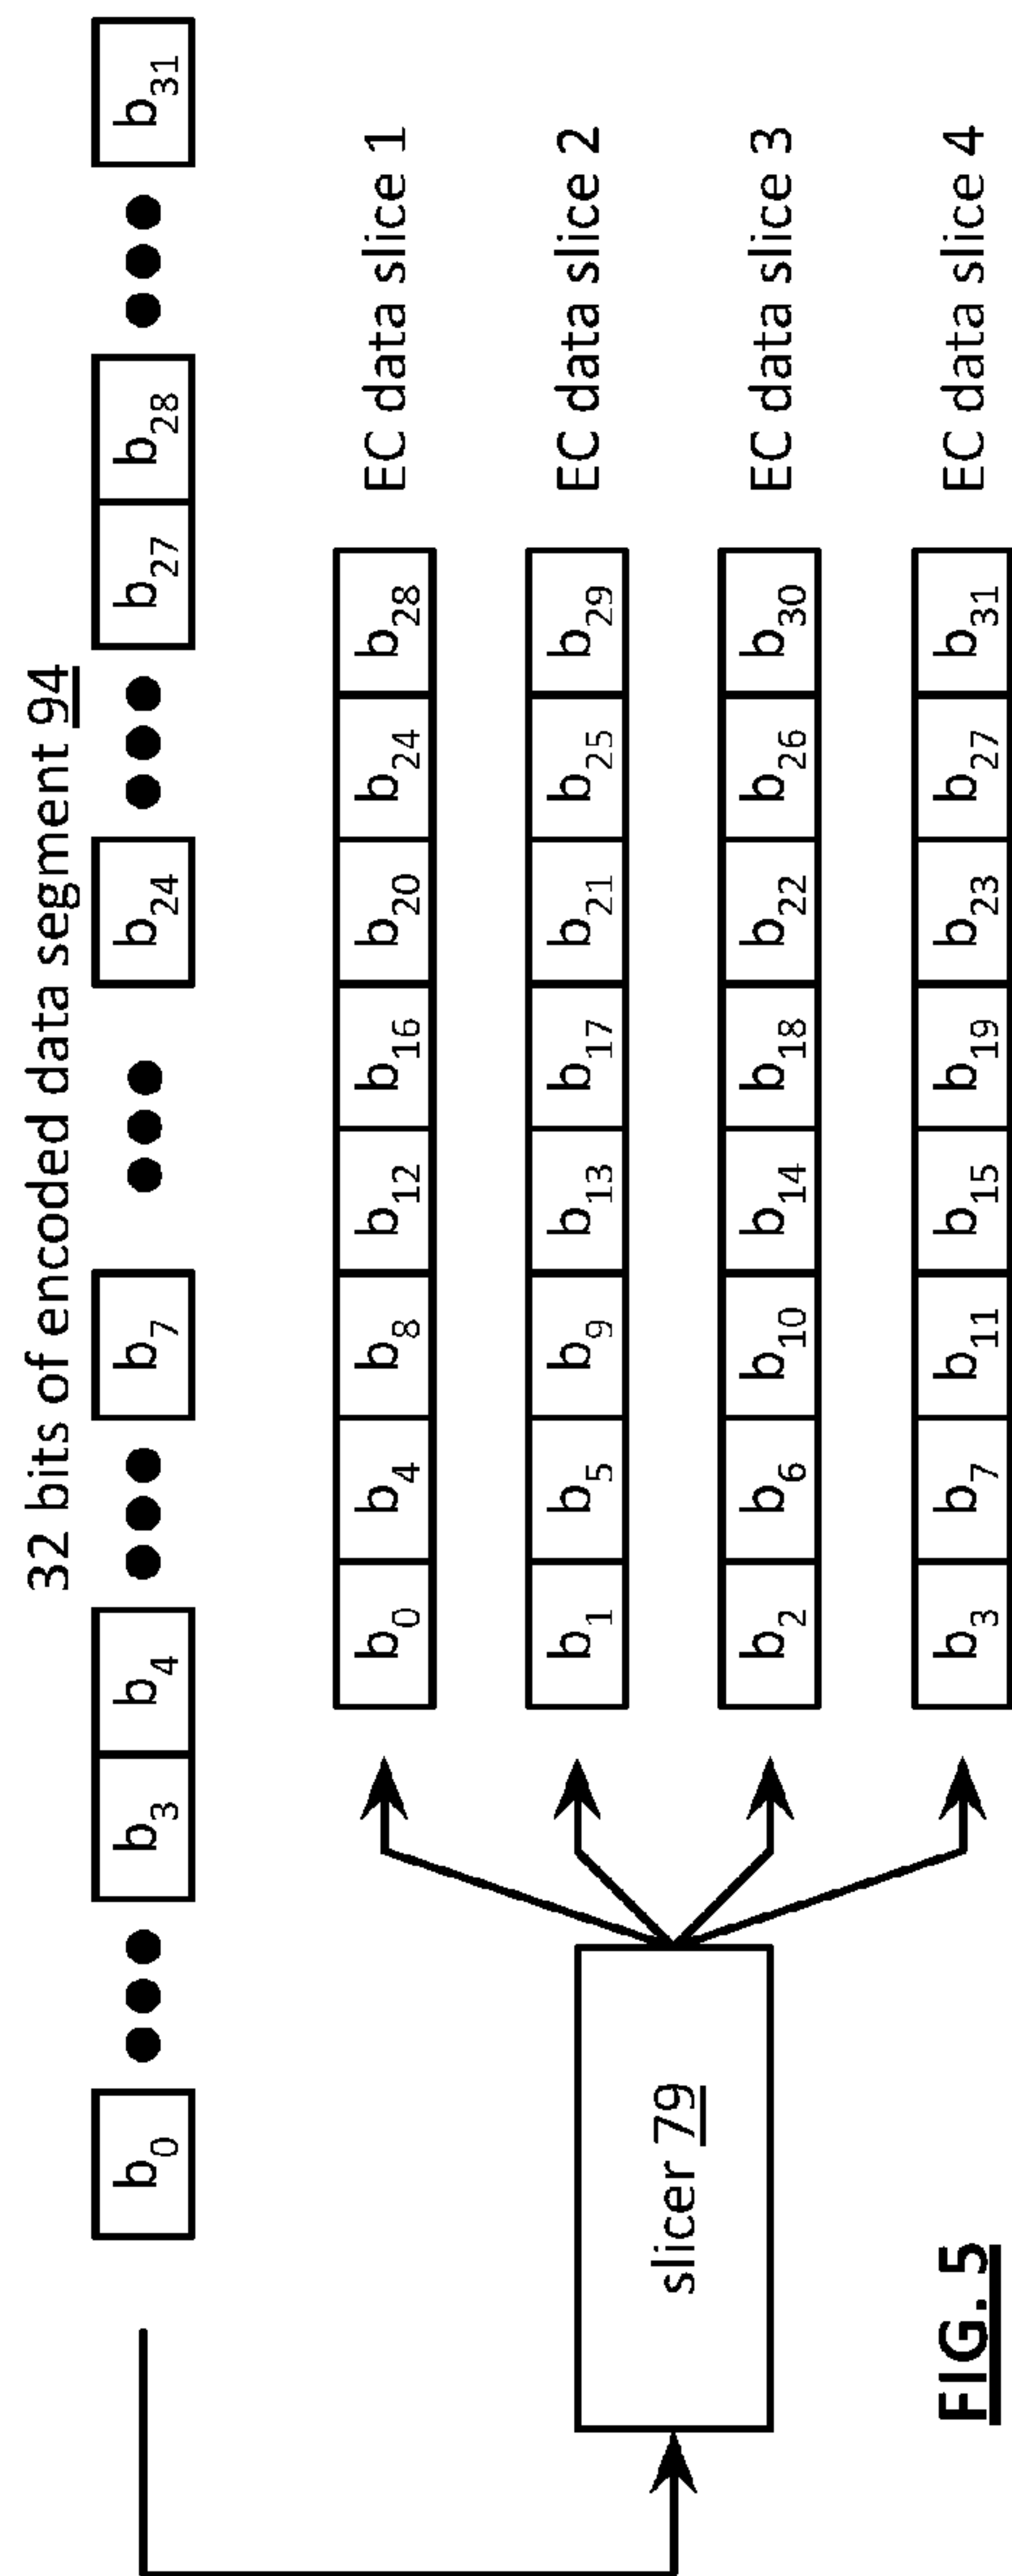 32 bits of encoded data segment 94
b0 ••• b3 b4 ••• b7 ••• b24 ••• b27 b28 ••• b31
b0 b4 b8 b12 b16 b20 b24 b28 EC data slice 1
b1 b5 b9 b13 b17 b21 b25 b29 EC data slice 2
slicer 79
b2 b6 b10 b14 b18 b22 b26 b30 EC data slice 3
b3 b7 b11 b15 b19 b23 b27 b31 EC data slice 4
FIG. 5